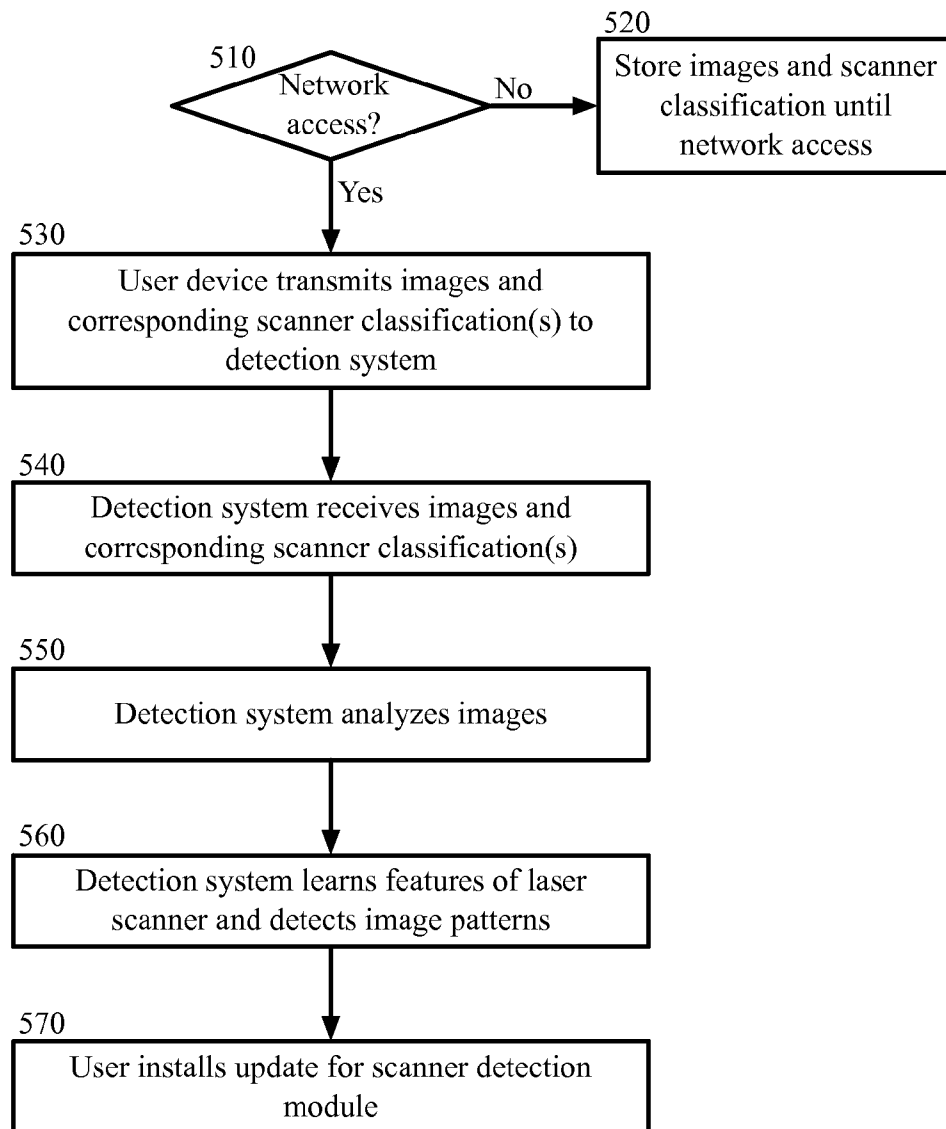 510
Network
access?
No
520
Store images and scanner
classification until
network access
Yes
530
User device transmits images and
corresponding scanner classification(s) to
detection system
540
Detection system receives images and
corresponding scanner classification(s)
550
Detection system analyzes images
560
Detection system learns features of laser
scanner and detects image patterns
570
User installs update for scanner detection
module